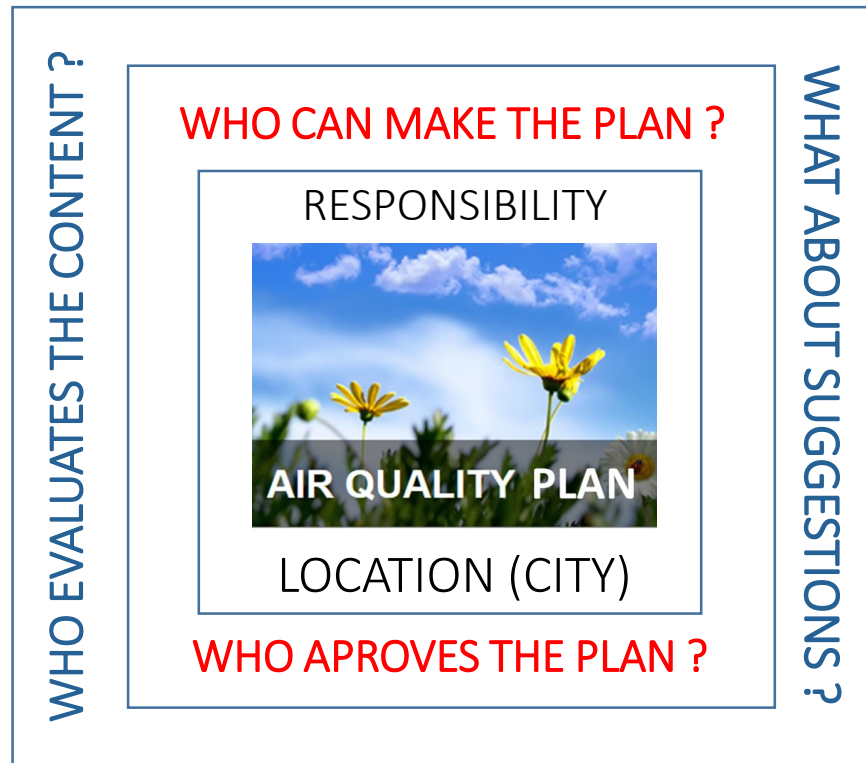 WHO EVALUATES THE CONTENT ?
WHO CAN MAKE THE PLAN ?
RESPONSIBILITY
AIR QUALITY PLAN
LOCATION (CITY)
WHO APROVES THE PLAN ?
WHAT ABOUT SUGGESTIONS ?